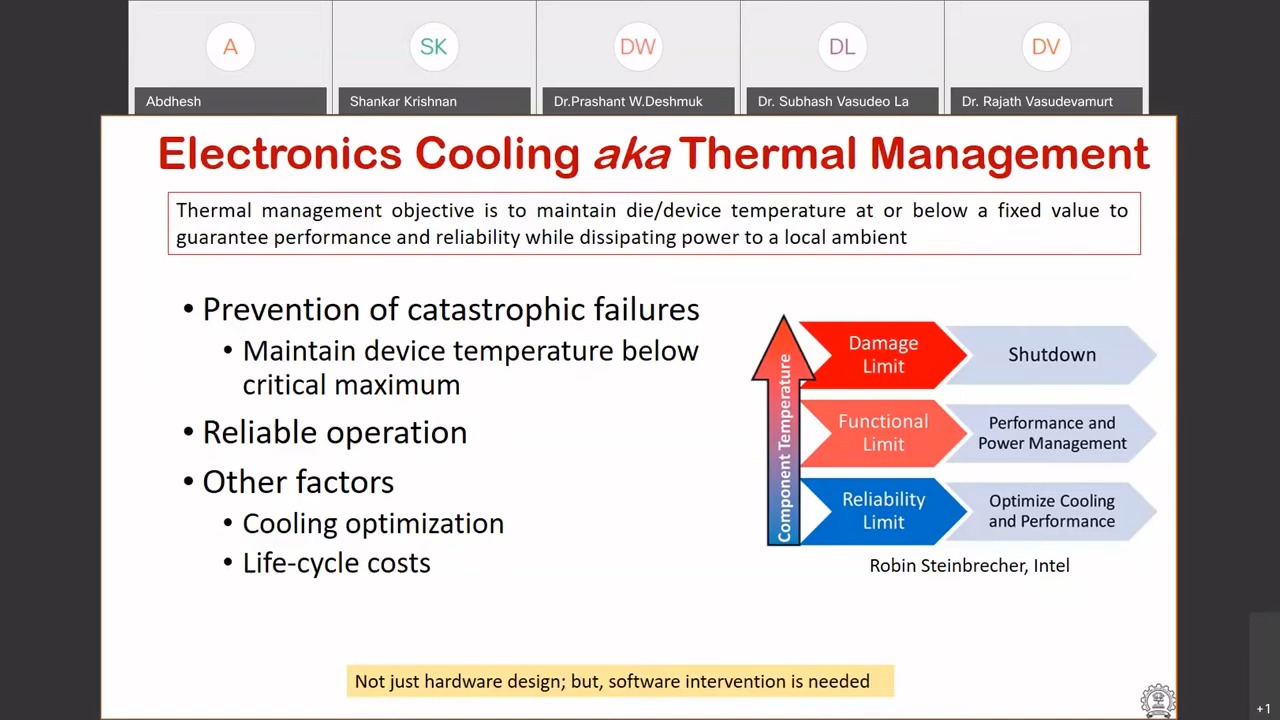 A
SK
DW
DL
DV
Abdhesh
Shankar Krishnan
Dr.Prashant W.Deshmuk
Dr. Subhash Vasudeo La
Dr. Rajath Vasudevamurt
Electronics Cooling aka Thermal Management
Thermal management objective is to maintain die/device temperature at or below a fixed value to
guarantee performance and reliability while dissipating power to a local ambient
• Prevention of catastrophic failures
• Maintain device temperature below
critical maximum
• Reliable operation
• Other factors
• Cooling optimization
• Life-cycle costs
Component Temperature
Damage
Limit
Shutdown
Functional
Limit
Performance and
Power Management
Reliability
Limit
Optimize Cooling
and Performance
Robin Steinbrecher, Intel
Not just hardware design; but, software intervention is needed
+1